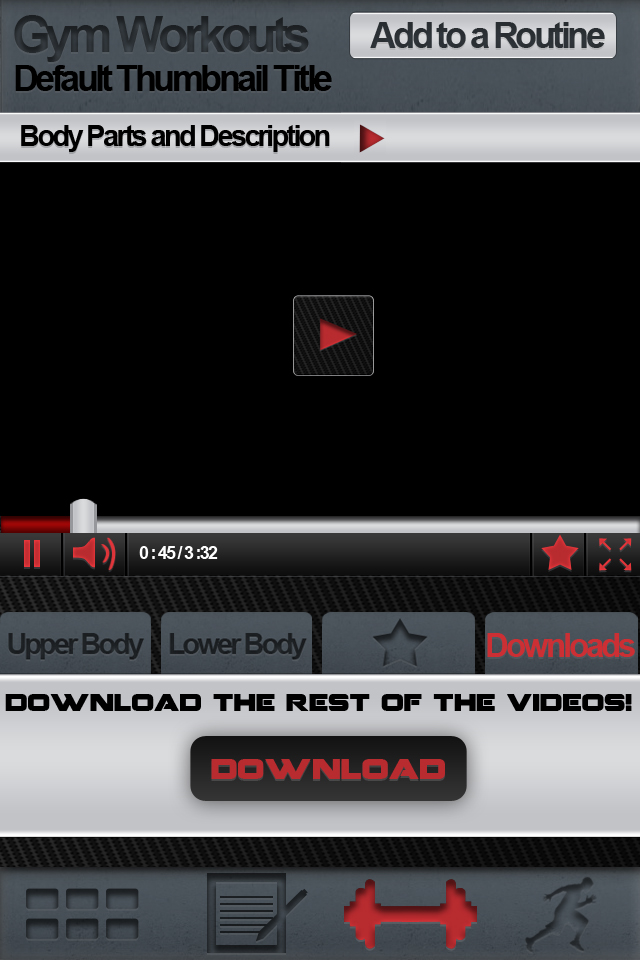 Gym Workouts
Add to a Routine
Default Thumbnail Title
Body Parts and Description
0:45/3:32
Upper Body
Lower Body
Downloads
DOWNLOAD THE REST OF THE VIDEOS!
DOWNLOAD